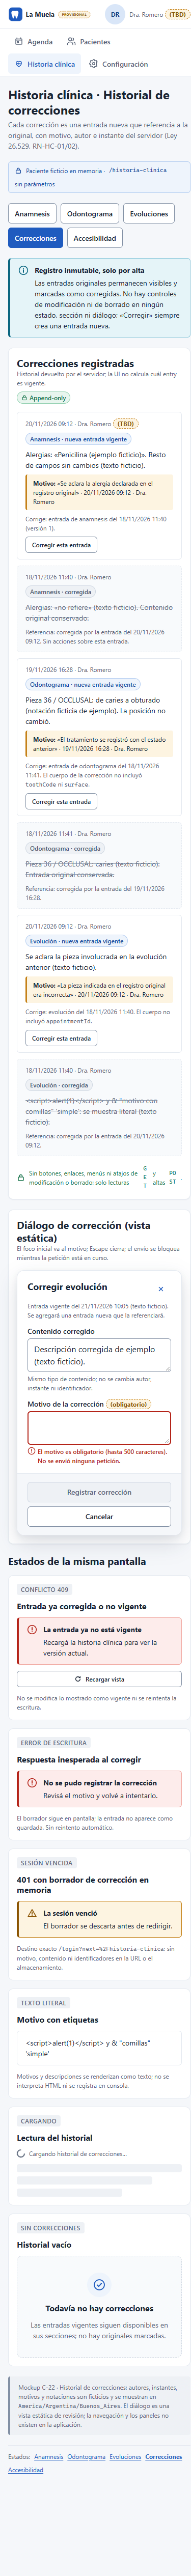 La Muela PROVISIONAL DR Dra. Romero (TBD)
Agenda Pacientes
Historia clínica Configuración
Historia clínica · Historial de
correcciones
Cada corrección es una entrada nueva que referencia a la
original, con motivo, autor e instante del servidor (Ley
26.529, RN-HC-01/02).
Paciente ficticio en memoria · /historia-clinica
sin parámetros
Anamnesis Odontograma Evoluciones
Correcciones Accesibilidad
Registro inmutable, solo por alta
Las entradas originales permanecen visibles y
marcadas como corregidas. No hay controles
de modificación ni de borrado en ningún
estado, sección ni diálogo: «Corregir» siempre
crea una entrada nueva.
Correcciones registradas
Historial devuelto por el servidor; la UI no calcula cuál entry
es vigente.
Append-only
20/11/2026 09:12 · Dra. Romero (TBD)
Anamnesis · nueva entrada vigente
Alergias: «Penicilina (ejemplo ficticio)». Resto
de campos sin cambios (texto ficticio).
Motivo: «Se aclara la alergia declarada en el
registro original» · 20/11/2026 09:12 · Dra.
Romero
Corrige: entrada de anamnesis del 18/11/2026 11:40
(versión 1).
Corregir esta entrada
18/11/2026 11:40 · Dra. Romero
Anamnesis · corregida
Alergias: «no refiere» (texto ficticio). Contenido
original conservado.
Referencia: corregida por la entrada del 20/11/2026
09:12. Sin acciones sobre esta entrada.
19/11/2026 16:28 · Dra. Romero
Odontograma · nueva entrada vigente
Pieza 36 / OCCLUSAL: de caries a obturado
(notación ficticia de ejemplo). La posición no
cambió.
Motivo: «El tratamiento se registró con el estado
anterior» · 19/11/2026 16:28 · Dra. Romero
Corrige: entrada de odontograma del 18/11/2026
11:41. El cuerpo de la corrección no incluyó
toothCode ni surface.
Corregir esta entrada
18/11/2026 11:41 · Dra. Romero
Odontograma · corregida
Pieza 36 / OCCLUSAL: caries (texto ficticio).
Entrada original conservada.
Referencia: corregida por la entrada del 19/11/2026
16:28.
20/11/2026 09:12 · Dra. Romero
Evolución · nueva entrada vigente
Se aclara la pieza involucrada en la evolución
anterior (texto ficticio).
Motivo: «La pieza indicada en el registro original
era incorrecta» · 20/11/2026 09:12 · Dra. Romero
Corrige: evolución del 18/11/2026 11:40. El cuerpo no
incluyó appointmentId.
Corregir esta entrada
18/11/2026 11:40 · Dra. Romero
Evolución · corregida
<script>alert(1)</script> y & "motivo con
comillas" 'simple': se muestra literal (texto
ficticio).
Referencia: corregida por la entrada del 20/11/2026
09:12.
Sin botones, enlaces, menús ni atajos de modificación o borrado: solo lecturas GET y altas POST.
Diálogo de corrección (vista
estática)
El foco inicial va al motivo; Escape cierra; el envío se bloquea
mientras la petición está en curso.
Corregir evolución
Entrada vigente del 21/11/2026 10:05 (texto ficticio).
Se agregará una entrada nueva que la referenciará.
Contenido corregido
Descripción corregida de ejemplo
(texto ficticio).
Mismo tipo de contenido; no se cambia autor,
instante ni identificador.
Motivo de la corrección (obligatorio)
El motivo es obligatorio (hasta 500 caracteres).
No se envió ninguna petición.
Registrar corrección
Cancelar
Estados de la misma pantalla
CONFLICTO 409
Entrada ya corregida o no vigente
La entrada ya no está vigente
Recargá la historia clínica para ver la
versión actual.
Recargar vista
No se modifica lo mostrado como vigente ni se reintenta la
escritura.
ERROR DE ESCRITURA
Respuesta inesperada al corregir
No se pudo registrar la corrección
Revisá el motivo y volvé a intentarlo.
El borrador sigue en pantalla; la entrada no aparece como
guardada. Sin reintento automático.
SESIÓN VENCIDA
401 con borrador de corrección en
memoria
La sesión venció
El borrador se descarta antes de redirigir.
Destino exacto /login?next=%2Fhistoria-clinica; sin
motivo, contenido ni identificadores en la URL o el
almacenamiento.
TEXTO LITERAL
Motivo con etiquetas
<script>alert(1)</script> y & "comillas"
'simple'
Motivos y descripciones se renderizan como texto; no se
interpreta HTML ni se registra en consola.
CARGANDO
Lectura del historial
Cargando historial de correcciones…
SIN CORRECCIONES
Historial vacío
Todavía no hay correcciones
Las entradas vigentes siguen disponibles en
sus secciones; no hay originales marcadas.
Mockup C-22 · Historial de correcciones: autores, instantes,
motivos y notaciones son ficticios y se muestran en
America/Argentina/Buenos_Aires. El diálogo es una
vista estática de revisión; la navegación y los paneles no
existen en la aplicación.
Estados: Anamnesis Odontograma Evoluciones Correcciones
Accesibilidad